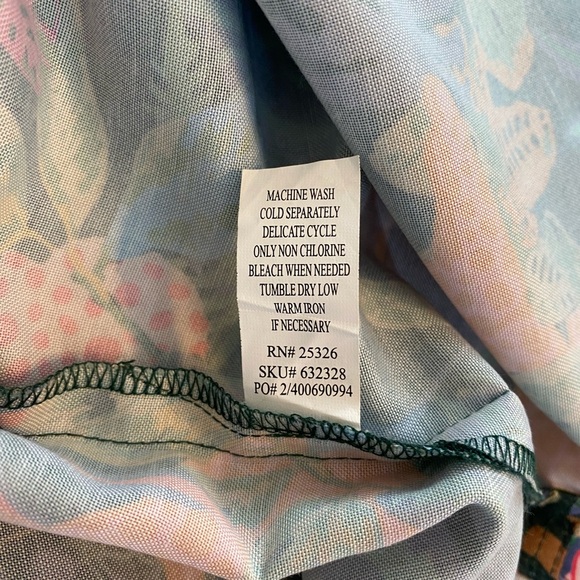 MACHINE WASH
COLD SEPARATELY
DELICATE CYCLE
ONLY NON CHLORINE
BLEACH WHEN NEEDED
TUMBLE DRY LOW
WARM IRON
IF NECESSARY
RN# 25326
SKU# 632328
PO# 2/400690994